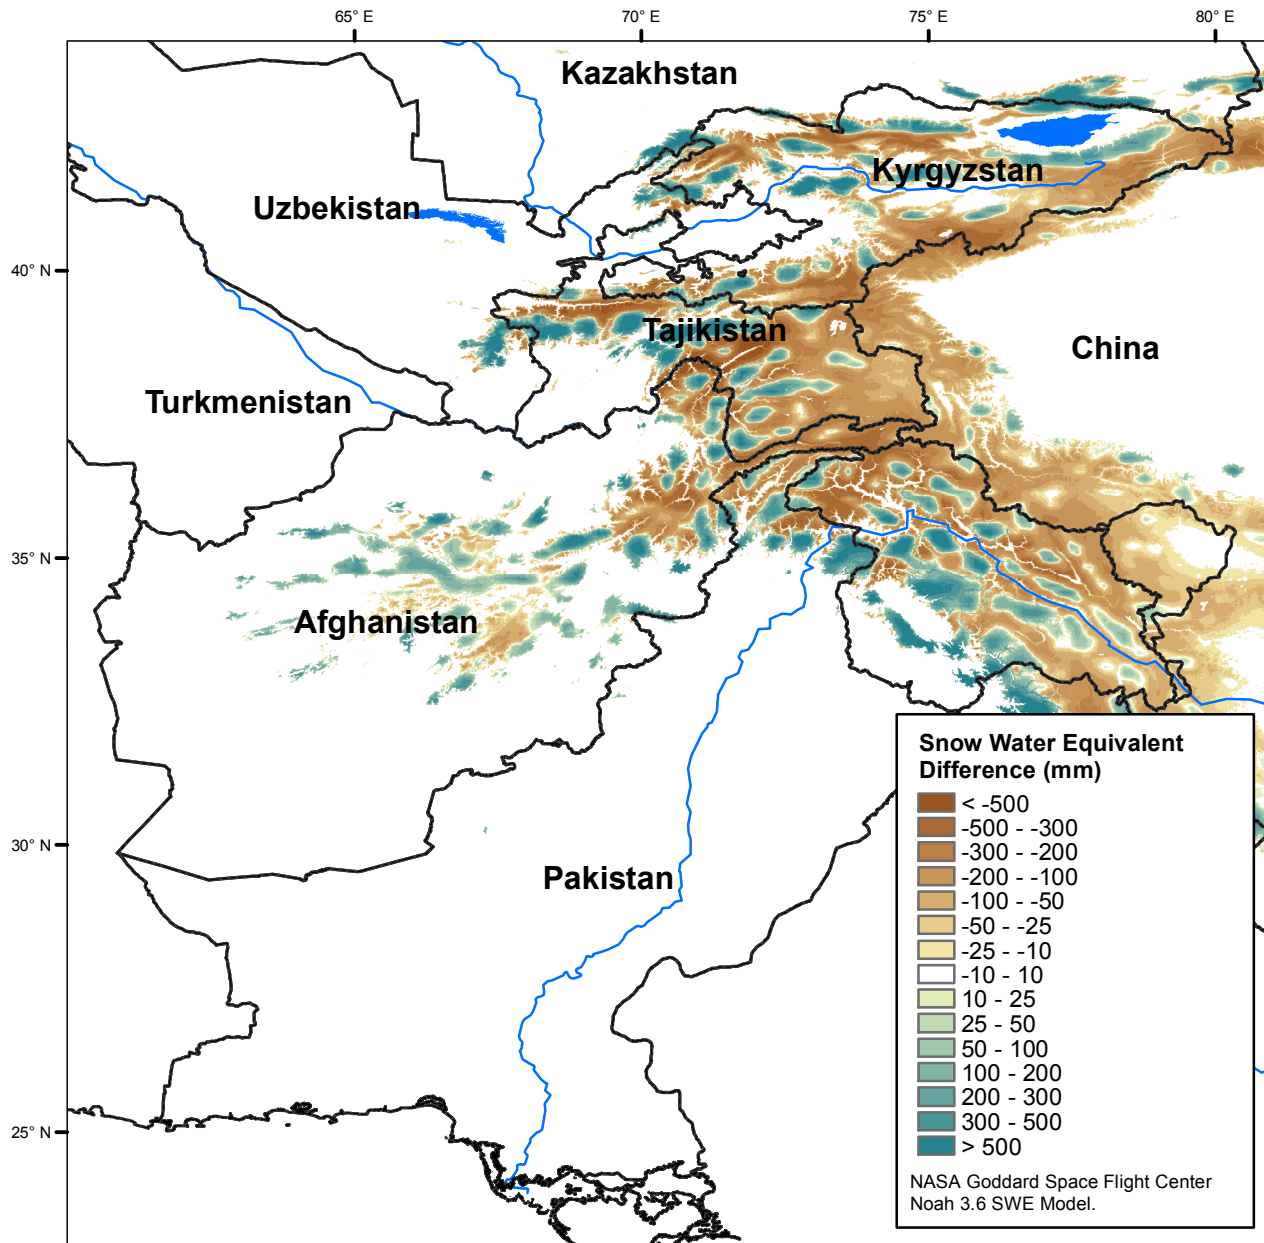 65° E
70° E
75° E
80° E
Kazakhstan
Kyrgyzstan
Uzbekistan
40° N
Tajikistan
China
Turkmenistan
35° N
Afghanistan
30° N
Pakistan
25° N
Snow Water Equivalent
Difference (mm)
< -500
-500 - -300
-300 - -200
-200 - -100
-100 - -50
-50 - -25
-25 - -10
-10 - 10
10 - 25
25 - 50
50 - 100
100 - 200
200 - 300
300 - 500
> 500
NASA Goddard Space Flight Center
Noah 3.6 SWE Model.